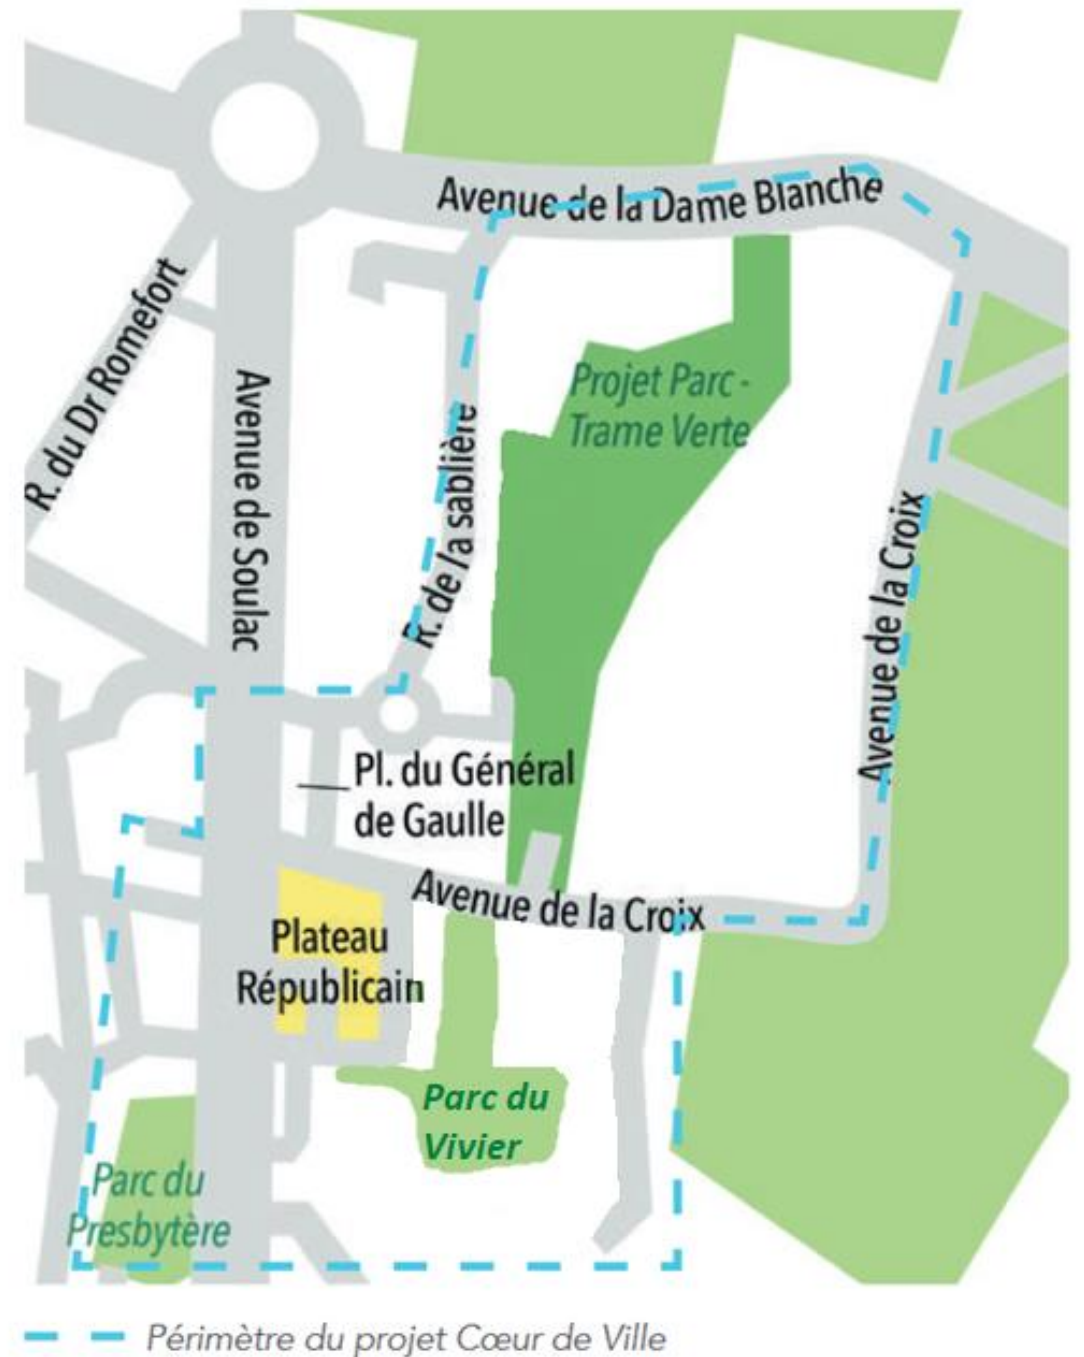 Avenue de la Dame Blanche
R. du Dr Romefort
Avenue de Soulac
R. de la sablière
Projet Parc -
Trame Verte
Avenue de la Croix
Pl. du Général
de Gaulle
Avenue de la Croix
Plateau
Républicain
Parc du
Vivier
Parc du
Presbytère
Périmètre du projet Cœur de Ville